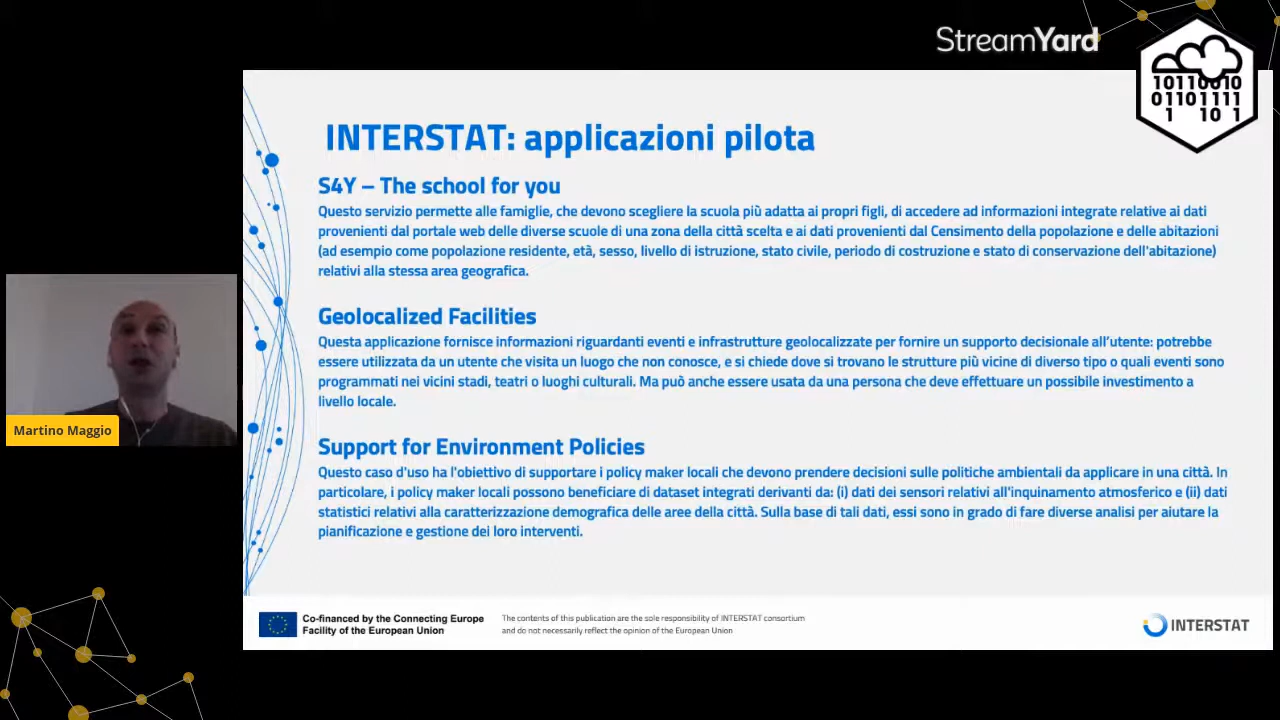 StreamYard
10110010
01101111
1 10 1
INTERSTAT: applicazioni pilota
S4Y – The school for you
Questo servizio permette alle famiglie, che devono scegliere la scuola più adatta ai propri figli, di accedere ad informazioni integrate relative ai dati
provenienti dal portale web delle diverse scuole di una zona della città scelta e ai dati provenienti dal Censimento della popolazione e delle abitazioni
(ad esempio come popolazione residente, età, sesso, livello di istruzione, stato civile, periodo di costruzione e stato di conservazione dell'abitazione)
relativi alla stessa area geografica.
Geolocalized Facilities
Questa applicazione fornisce informazioni riguardanti eventi e infrastrutture geolocalizzate per fornire un supporto decisionale all’utente: potrebbe
essere utilizzata da un utente che visita un luogo che non conosce, e si chiede dove si trovano le strutture più vicine di diverso tipo o quali eventi sono
programmati nei vicini stadi, teatri o luoghi culturali. Ma può anche essere usata da una persona che deve effettuare un possibile investimento a
livello locale.
Support for Environment Policies
Questo caso d'uso ha l'obiettivo di supportare i policy maker locali che devono prendere decisioni sulle politiche ambientali da applicare in una città. In
particolare, i policy maker locali possono beneficiare di dataset integrati derivanti da: (i) dati dei sensori relativi all'inquinamento atmosferico e (ii) dati
statistici relativi alla caratterizzazione demografica delle aree della città. Sulla base di tali dati, essi sono in grado di fare diverse analisi per aiutare la
pianificazione e gestione dei loro interventi.
Martino Maggio
Co-financed by the Connecting Europe
Facility of the European Union
The contents of this publication are the sole responsibility of INTERSTAT consortium
and do not necessarily reflect the opinion of the European Union
INTERSTAT